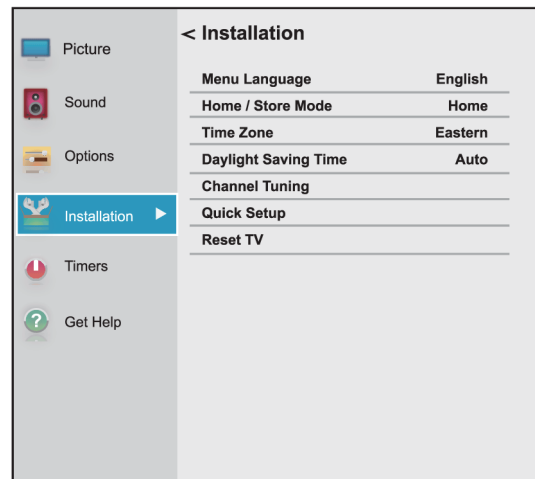 Picture
Sound
Options
Installation
Timers
Get Help
< Installation
Menu Language English
Home / Store Mode Home
Time Zone Eastern
Daylight Saving Time Auto
Channel Tuning
Quick Setup
Reset TV